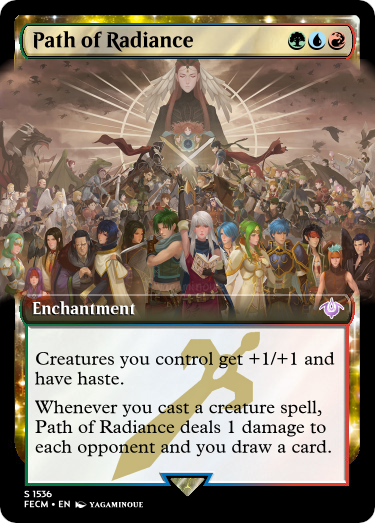 Path of Radiance
Enchantment
Creatures you control get +1/+1 and
have haste.
Whenever you cast a creature spell,
Path of Radiance deals 1 damage to
each opponent and you draw a card.
S 1536
FECM • EN YAGAMINOUE